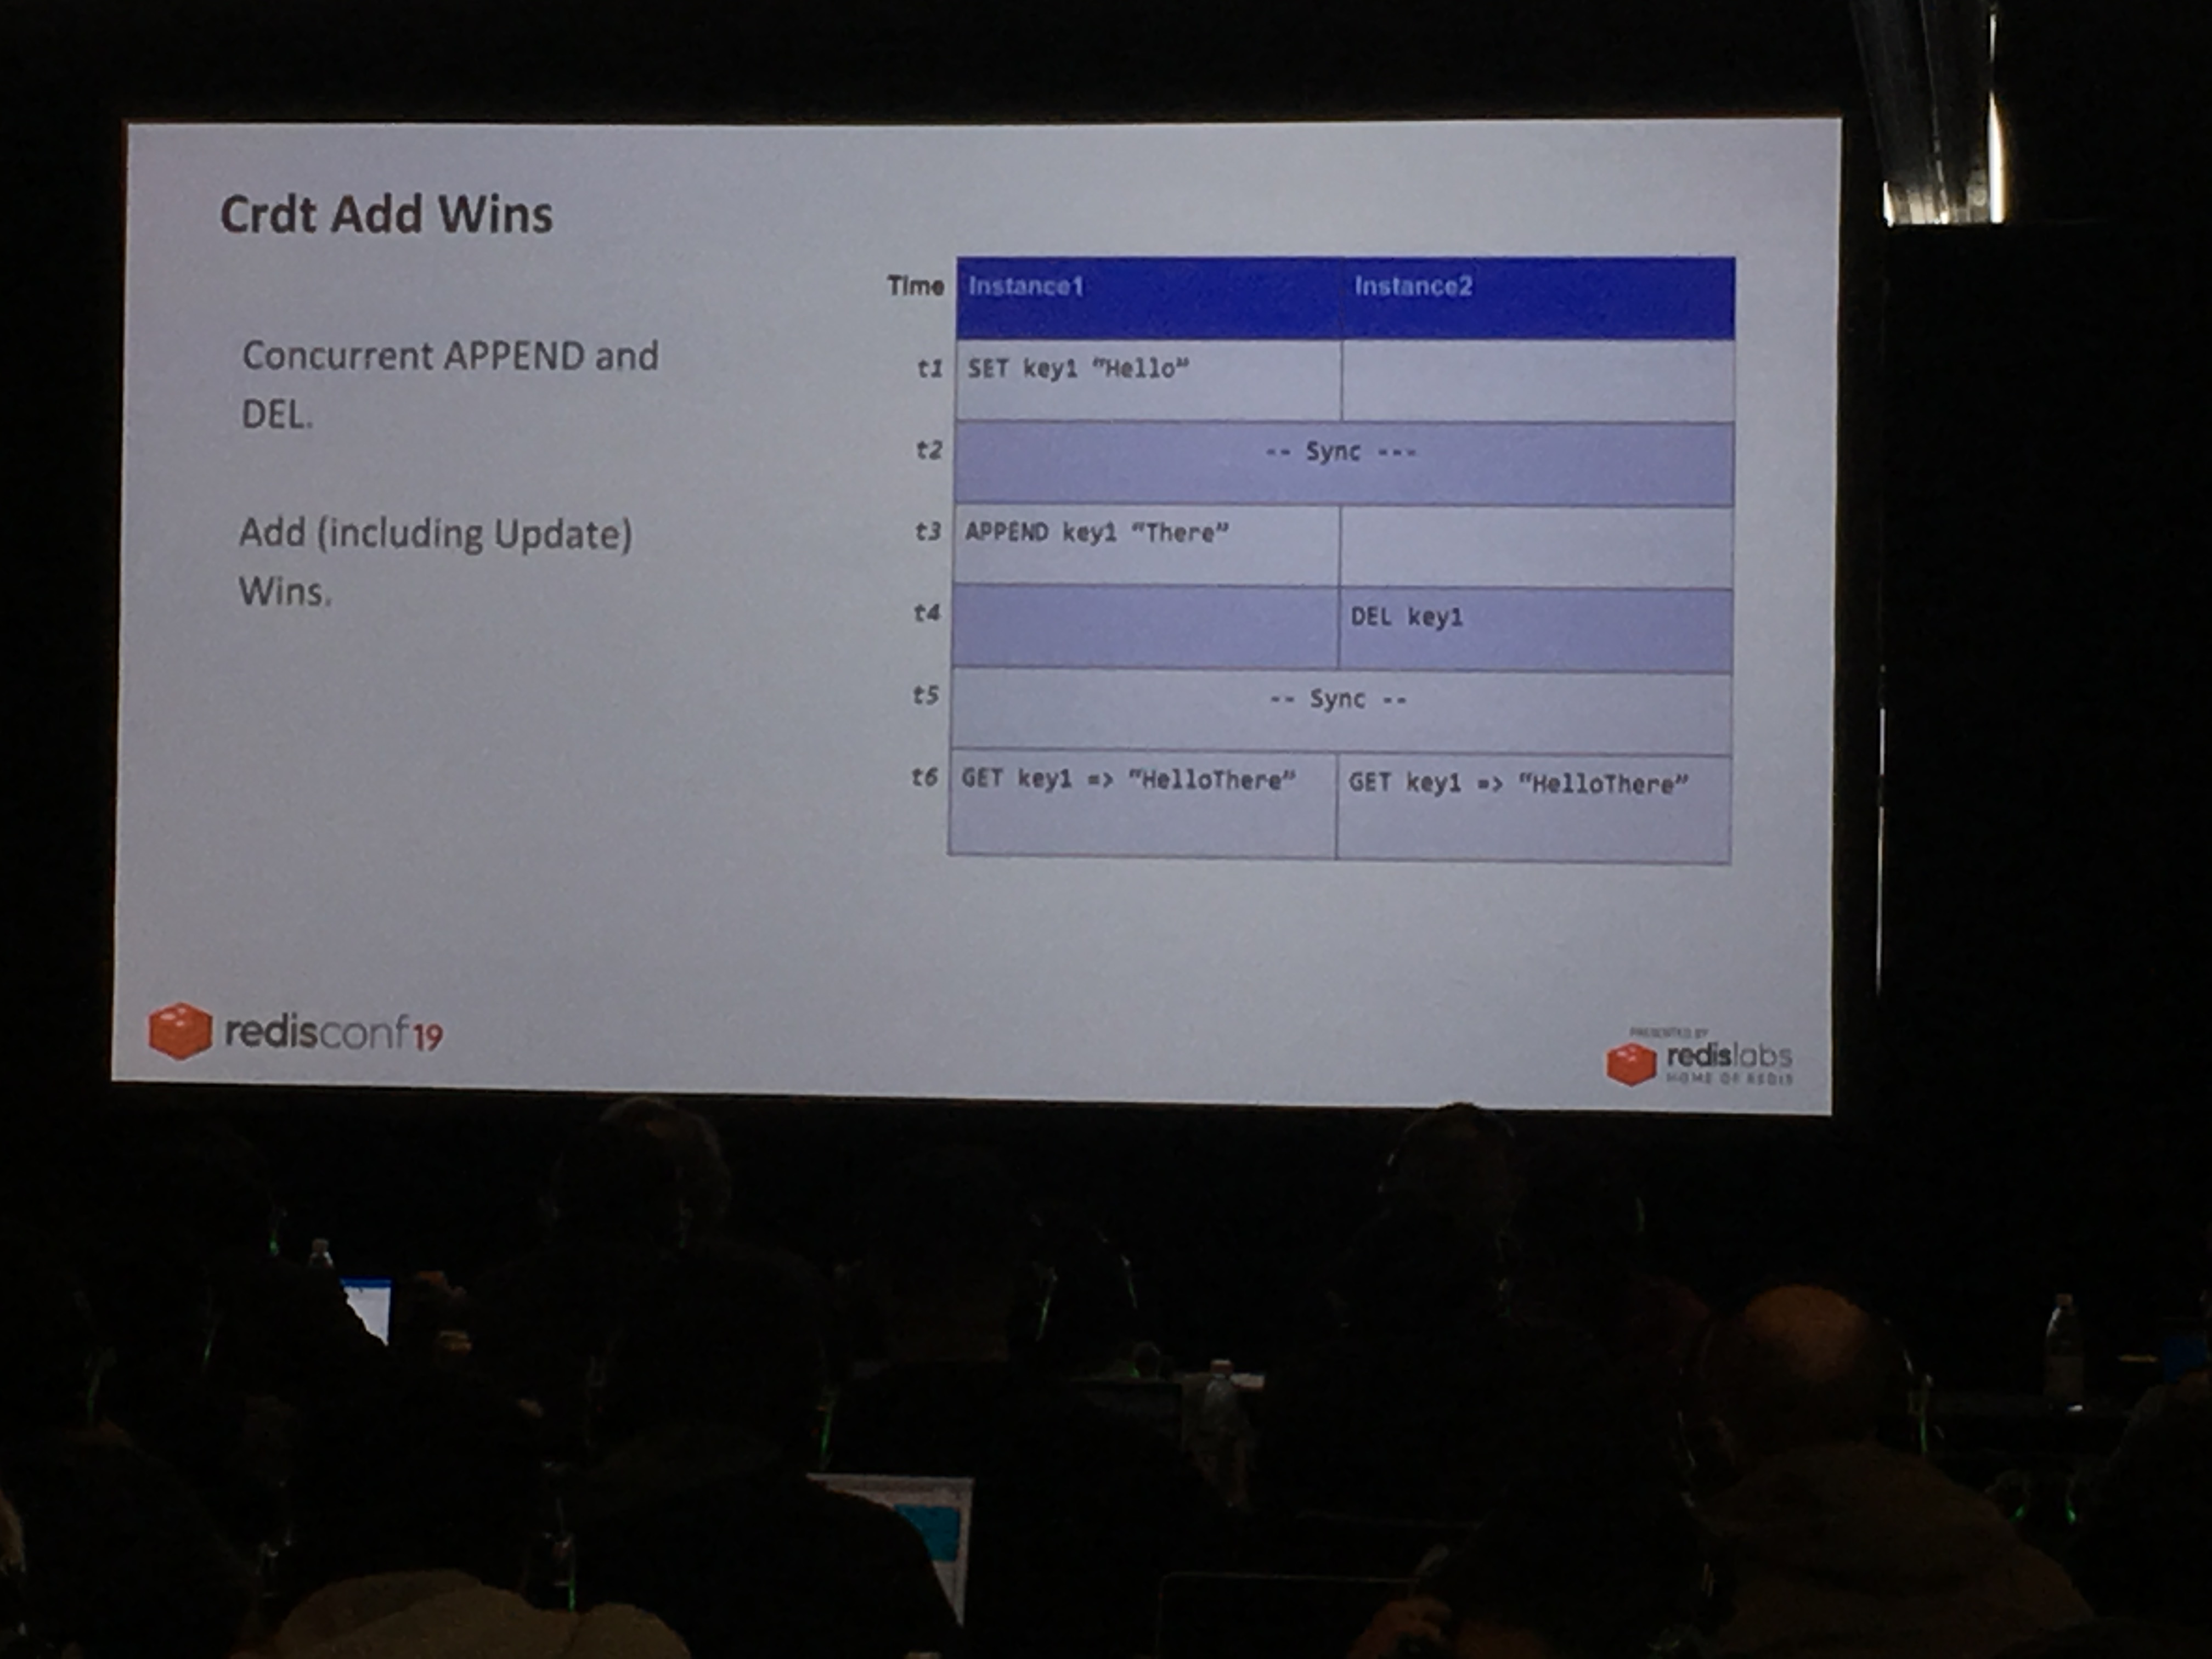 Crdt Add Wins
Concurrent APPEND and
DEL.
Add (including Update)
Wins.
Time Instance1 Instance2
t1 SET key1 “Hello”
t2 -- Sync ---
t3 APPEND key1 “There”
t4 DEL key1
t5 -- Sync --
t6 GET key1 => “HelloThere” GET key1 => “HelloThere”
redisconf19
PRESENTED BY
redislabs
HOME OF REDIS